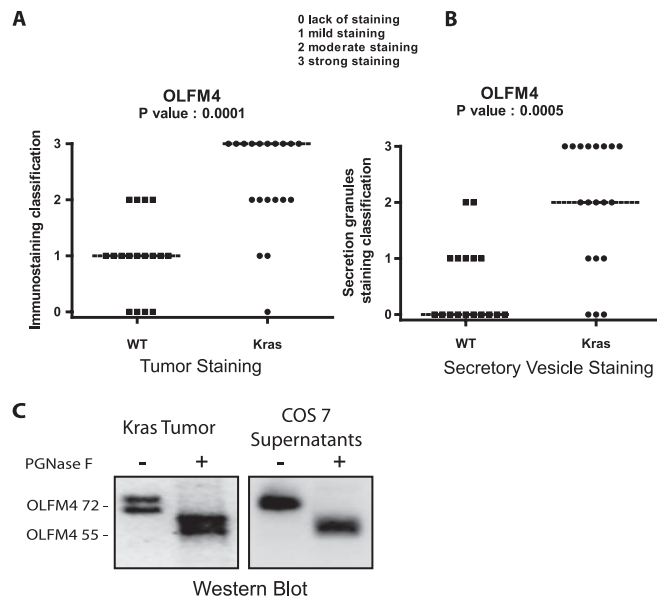 A
0 lack of staining
1 mild staining
2 moderate staining
3 strong staining
B
OLFM4
P value : 0.0001
Immunostaining classification
3
2
1
0
WT
Kras
Tumor Staining
OLFM4
P value : 0.0005
Secretion granules
staining classification
3
2
1
0
WT
Kras
Secretory Vesicle Staining
C
Kras Tumor
COS 7
Supernatants
PGNase F
-
+
-
+
OLFM4 72 -
OLFM4 55 -
Western Blot